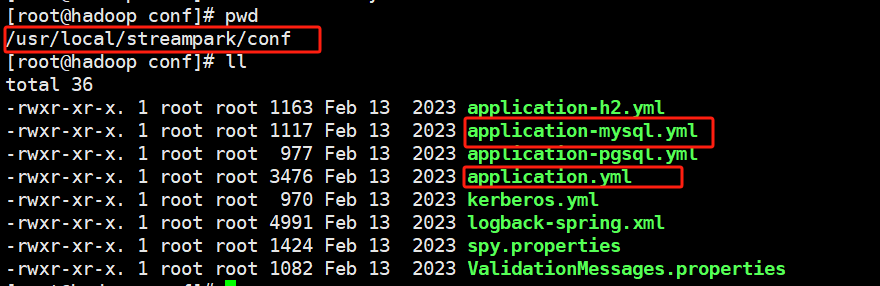 [root@hadoop conf]# pwd
/usr/local/streampark/conf
[root@hadoop conf]# ll
total 36
-rwxr-xr-x. 1 root root 1163 Feb 13  2023 application-h2.yml
-rwxr-xr-x. 1 root root 1117 Feb 13  2023 application-mysql.yml
-rwxr-xr-x. 1 root root  977 Feb 13  2023 application-pgsql.yml
-rwxr-xr-x. 1 root root 3476 Feb 13  2023 application.yml
-rwxr-xr-x. 1 root root  970 Feb 13  2023 kerberos.yml
-rwxr-xr-x. 1 root root 4991 Feb 13  2023 logback-spring.xml
-rwxr-xr-x. 1 root root 1424 Feb 13  2023 spy.properties
-rwxr-xr-x. 1 root root 1082 Feb 13  2023 ValidationMessages.properties
[root@hadoop conf]#